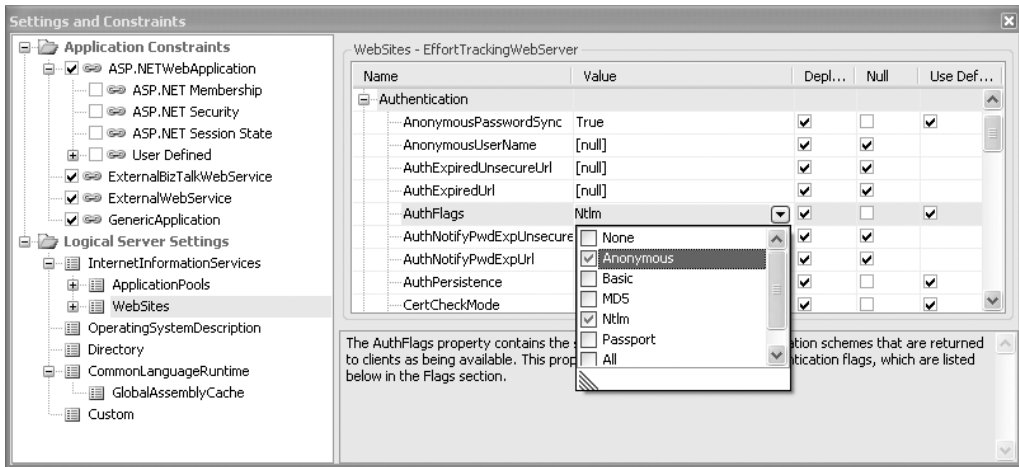 Settings and Constraints
Application Constraints
ASP.NETWebApplication
ASP.NET Membership
ASP.NET Security
ASP.NET Session State
User Defined
ExternalBizTalkWebService
ExternalWebService
GenericApplication
Logical Server Settings
InternetInformationServices
ApplicationPools
WebSites
OperatingSystemDescription
Directory
CommonLanguageRuntime
GlobalAssemblyCache
Custom
WebSites - EffortTrackingWebServer
Name Value Depl... Null Use Def...
Authentication
AnonymousPasswordSync True
AnonymousUserName [null]
AuthExpiredUnsecureUrl [null]
AuthExpiredUrl [null]
AuthFlags Ntlm
AuthNotifyPwdExpUnsecure
AuthNotifyPwdExpUrl
AuthPersistence
CertCheckMode
None
Anonymous
Basic
MD5
Ntlm
Passport
All
The AuthFlags property contains the ation schemes that are returned
to clients as being available. This prop entication flags, which are listed
below in the Flags section.